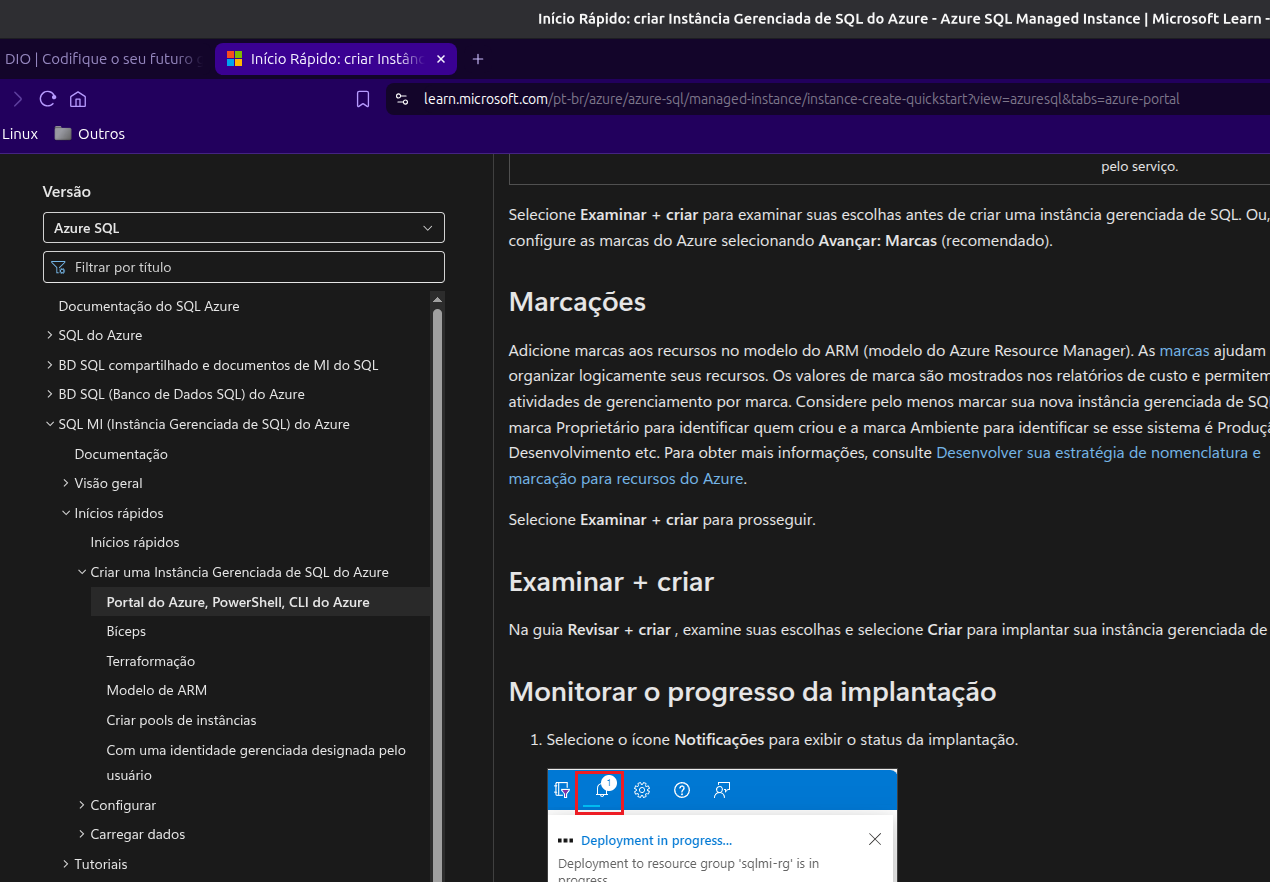 Início Rápido: criar Instância Gerenciada de SQL do Azure - Azure SQL Managed Instance | Microsoft Learn -
DIO | Codifique o seu futuro
Início Rápido: criar Instânc
learn.microsoft.com/pt-br/azure/azure-sql/managed-instance/instance-create-quickstart?view=azuresql&tabs=azure-portal
Linux
Outros
Versão
Azure SQL
Filtrar por título
Documentação do SQL Azure
SQL do Azure
BD SQL compartilhado e documentos de MI do SQL
BD SQL (Banco de Dados SQL) do Azure
SQL MI (Instância Gerenciada de SQL) do Azure
Documentação
Visão geral
Inícios rápidos
Inícios rápidos
Criar uma Instância Gerenciada de SQL do Azure
Portal do Azure, PowerShell, CLI do Azure
Bíceps
Terraformação
Modelo de ARM
Criar pools de instâncias
Com uma identidade gerenciada designada pelo
usuário
Configurar
Carregar dados
Tutoriais
pelo serviço.
Selecione Examinar + criar para examinar suas escolhas antes de criar uma instância gerenciada de SQL. Ou,
configure as marcas do Azure selecionando Avançar: Marcas (recomendado).
Marcações
Adicione marcas aos recursos no modelo do ARM (modelo do Azure Resource Manager). As marcas ajudam
organizar logicamente seus recursos. Os valores de marca são mostrados nos relatórios de custo e permitem
atividades de gerenciamento por marca. Considere pelo menos marcar sua nova instância gerenciada de SQL
marca Proprietário para identificar quem criou e a marca Ambiente para identificar se esse sistema é Produçã
Desenvolvimento etc. Para obter mais informações, consulte Desenvolver sua estratégia de nomenclatura e
marcação para recursos do Azure.
Selecione Examinar + criar para prosseguir.
Examinar + criar
Na guia Revisar + criar , examine suas escolhas e selecione Criar para implantar sua instância gerenciada de
Monitorar o progresso da implantação
1. Selecione o ícone Notificações para exibir o status da implantação.
1
Deployment in progress...
Deployment to resource group 'sqlmi-rg' is in
progress.